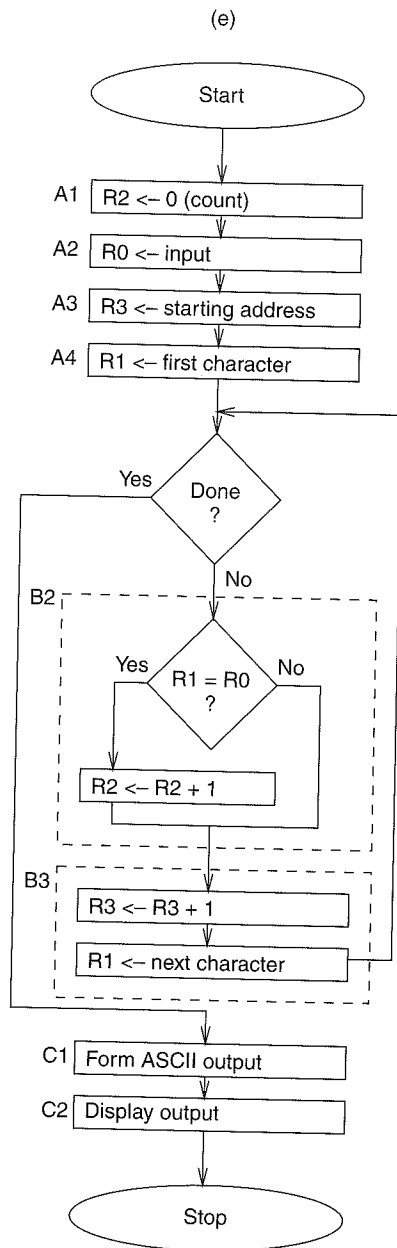 (e)
Start
A1 R2 <– 0 (count)
A2 R0 <– input
A3 R3 <– starting address
A4 R1 <– first character
Yes Done
?
No
B2
Yes R1 = R0 No
?
R2 <– R2 + 1
B3
R3 <– R3 + 1
R1 <– next character
C1 Form ASCII output
C2 Display output
Stop